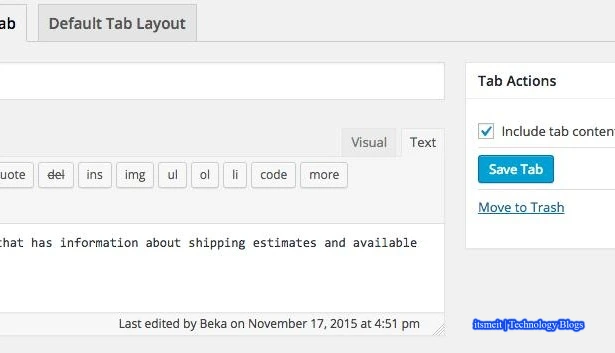 ab Default Tab Layout
Tab Actions
Visual Text
Include tab conten
uote del ins img ul ol li code more
Save Tab
Move to Trash
that has information about shipping estimates and available
Last edited by Beka on November 17, 2015 at 4:51 pm
itsmeit | Technology Blogs